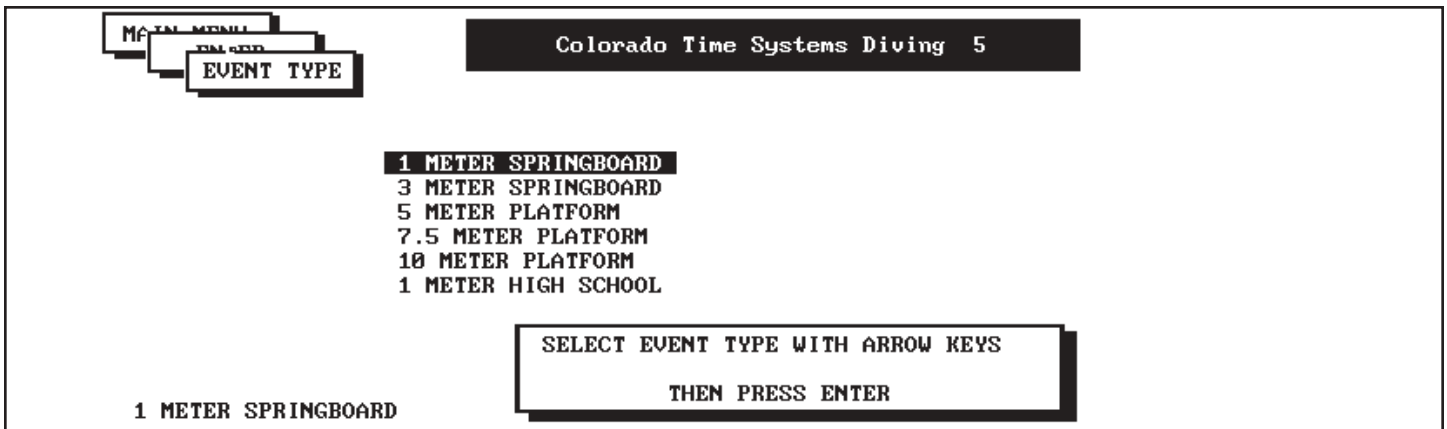 MAIN MENU
EVENT TYPE
Colorado Time Systems Diving 5
1 METER SPRINGBOARD
3 METER SPRINGBOARD
5 METER PLATFORM
7.5 METER PLATFORM
10 METER PLATFORM
1 METER HIGH SCHOOL
SELECT EVENT TYPE WITH ARROW KEYS
THEN PRESS ENTER
1 METER SPRINGBOARD